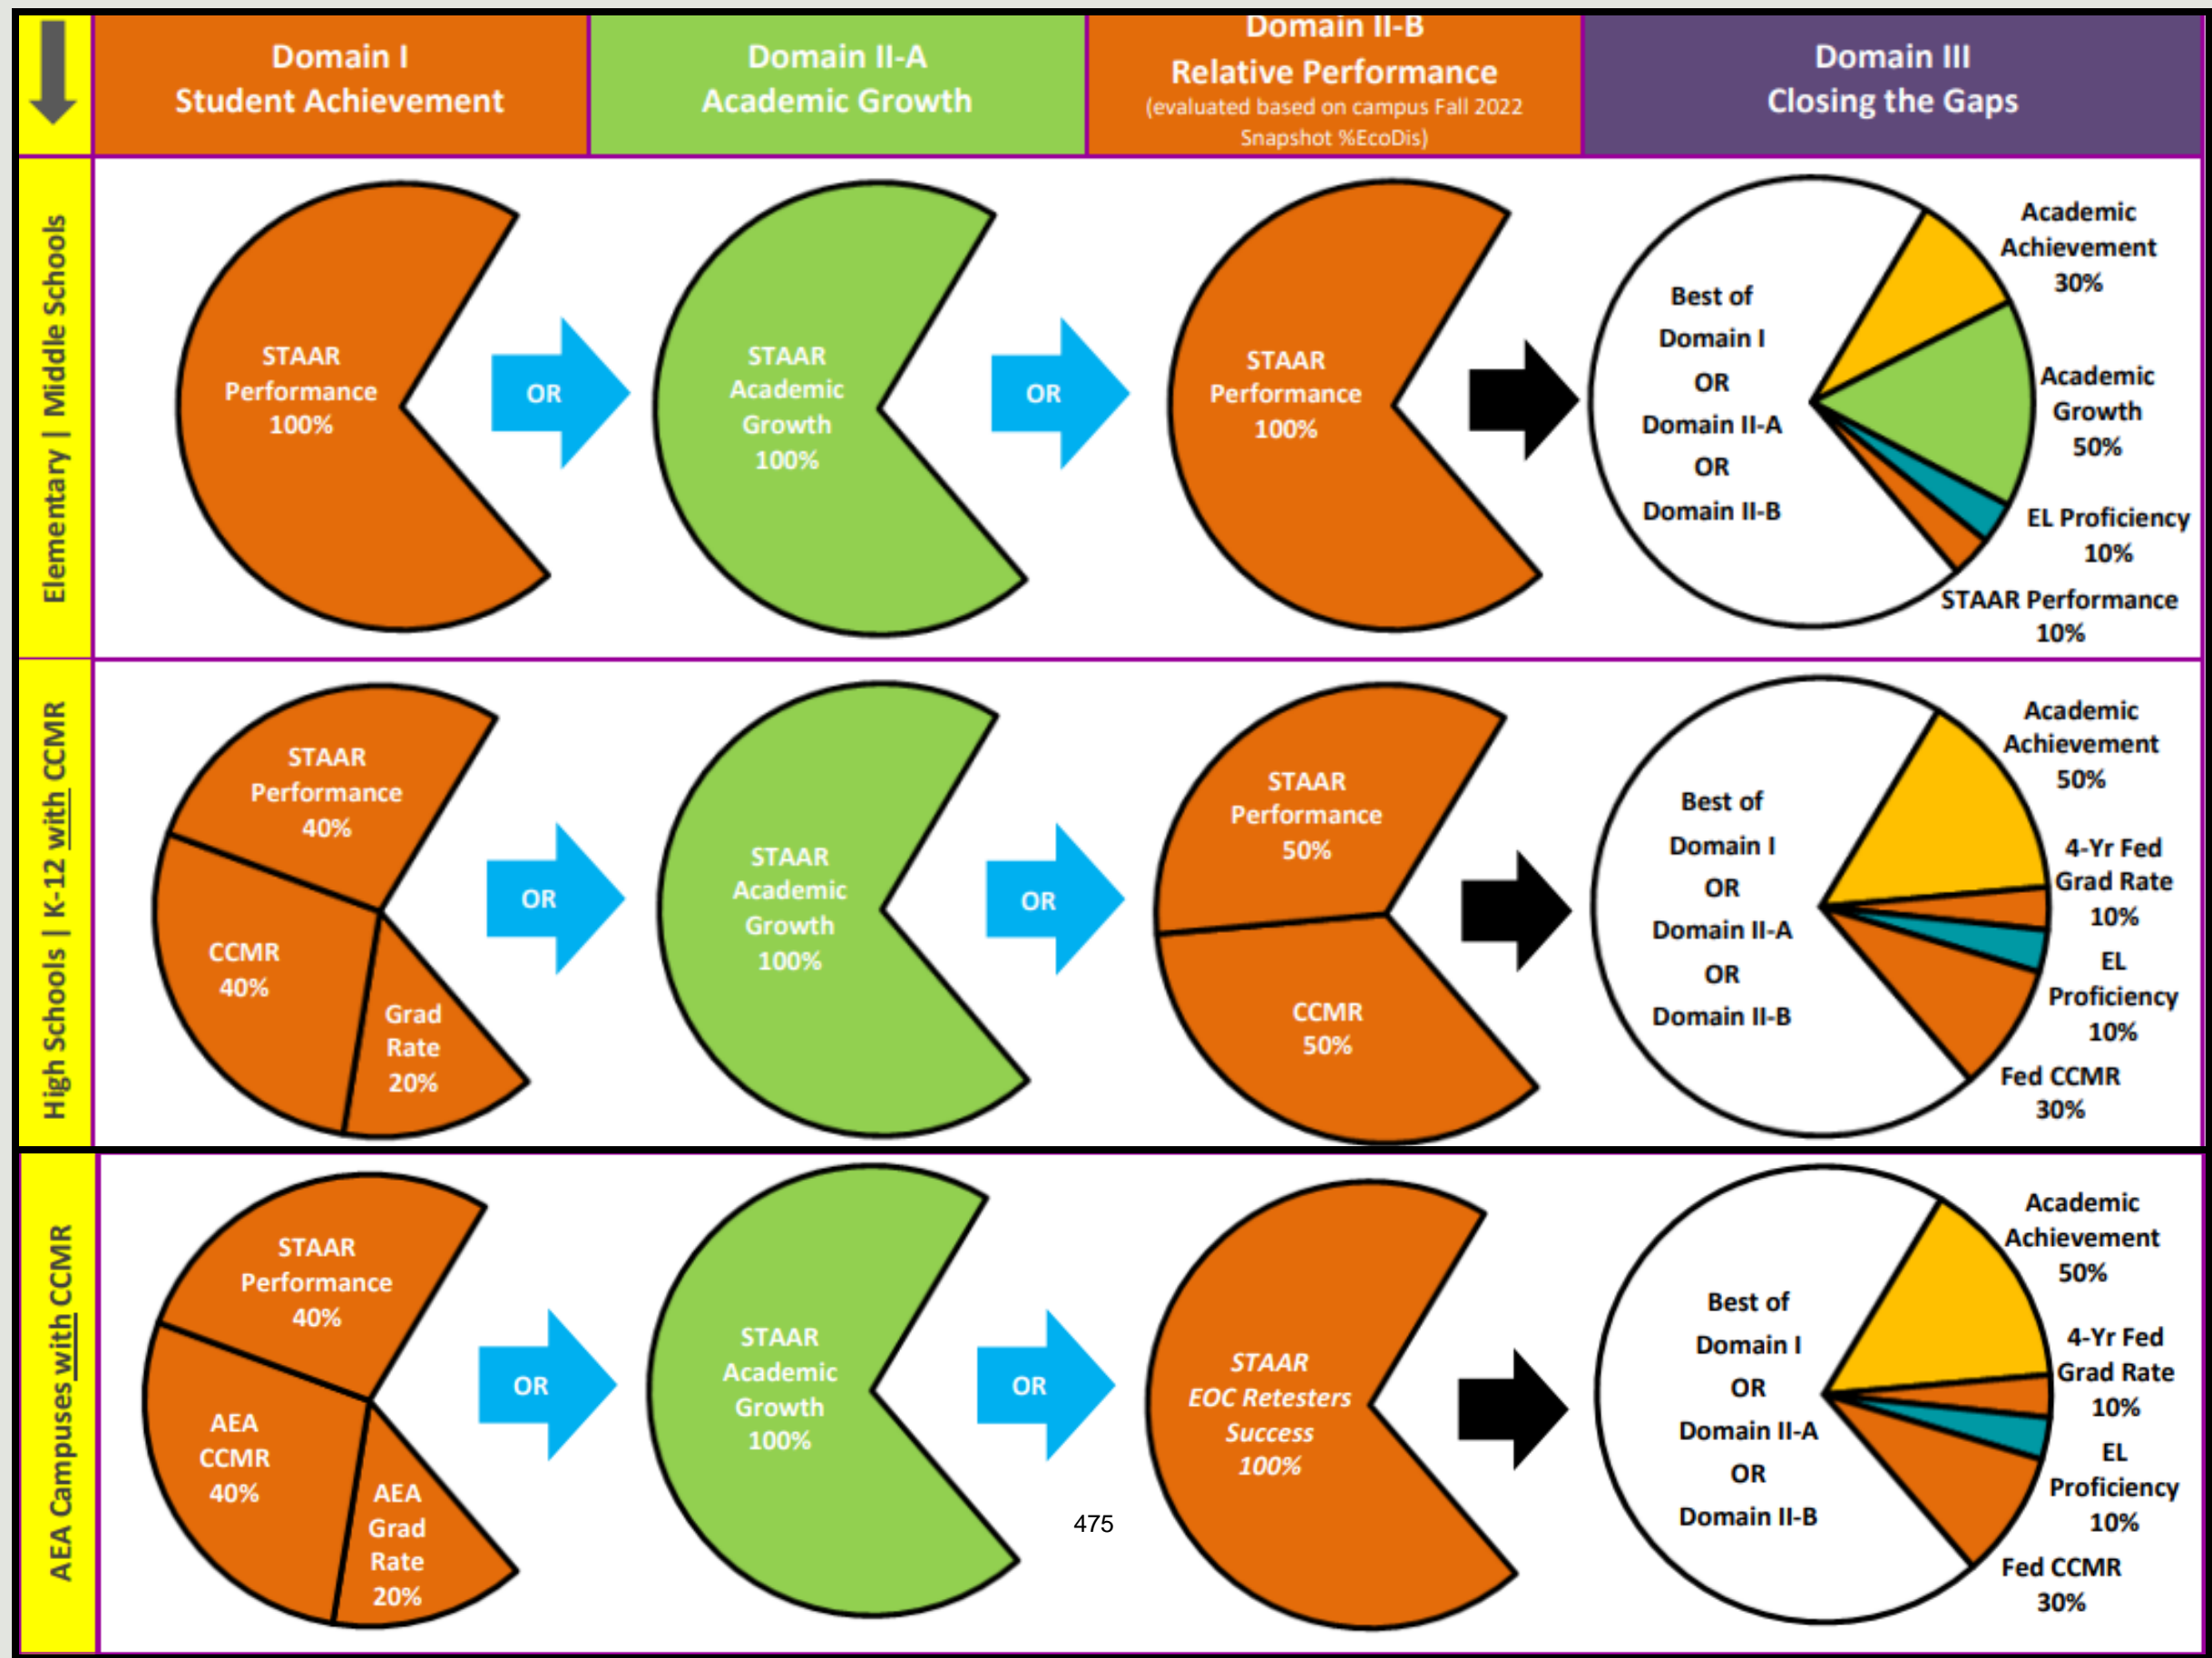 Domain I
Student Achievement
Domain II-A
Academic Growth
Domain II-B
Relative Performance
(evaluated based on campus Fall 2022
Snapshot %EcoDis)
Domain III
Closing the Gaps
Elementary | Middle Schools
STAAR
Performance
100%
OR
STAAR
Academic
Growth
100%
OR
STAAR
Performance
100%
Best of
Domain I
OR
Domain II-A
OR
Domain II-B
Academic
Achievement
30%
Academic
Growth
50%
EL Proficiency
10%
STAAR Performance
10%
High Schools | K-12 with CCMR
STAAR
Performance
40%
CCMR
40%
Grad
Rate
20%
OR
STAAR
Academic
Growth
100%
OR
STAAR
Performance
50%
CCMR
50%
Best of
Domain I
OR
Domain II-A
OR
Domain II-B
Academic
Achievement
50%
4-Yr Fed
Grad Rate
10%
EL
Proficiency
10%
Fed CCMR
30%
AEA Campuses with CCMR
STAAR
Performance
40%
AEA
CCMR
40%
AEA
Grad
Rate
20%
OR
STAAR
Academic
Growth
100%
OR
STAAR
EOC Retesters
Success
100%
Best of
Domain I
OR
Domain II-A
OR
Domain II-B
Academic
Achievement
50%
4-Yr Fed
Grad Rate
10%
EL
Proficiency
10%
Fed CCMR
30%
475